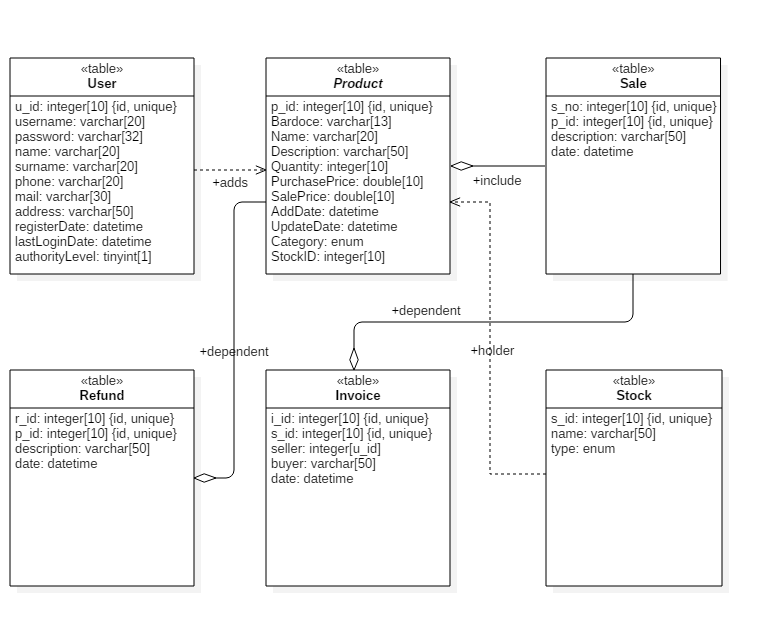 «table»
User
u_id: integer[10] {id, unique}
username: varchar[20]
password: varchar[32]
name: varchar[20]
surname: varchar[20]
phone: varchar[20]
mail: varchar[30]
address: varchar[50]
registerDate: datetime
lastLoginDate: datetime
authorityLevel: tinyint[1]
+adds
«table»
Product
p_id: integer[10] {id, unique}
Bardoce: varchar[13]
Name: varchar[20]
Description: varchar[50]
Quantity: integer[10]
PurchasePrice: double[10]
SalePrice: double[10]
AddDate: datetime
UpdateDate: datetime
Category: enum
StockID: integer[10]
+include
«table»
Sale
s_no: integer[10] {id, unique}
p_id: integer[10] {id, unique}
description: varchar[50]
date: datetime
+dependent
+dependent
+holder
«table»
Refund
r_id: integer[10] {id, unique}
p_id: integer[10] {id, unique}
description: varchar[50]
date: datetime
«table»
Invoice
i_id: integer[10] {id, unique}
s_id: integer[10] {id, unique}
seller: integer[u_id]
buyer: varchar[50]
date: datetime
«table»
Stock
s_id: integer[10] {id, unique}
name: varchar[50]
type: enum